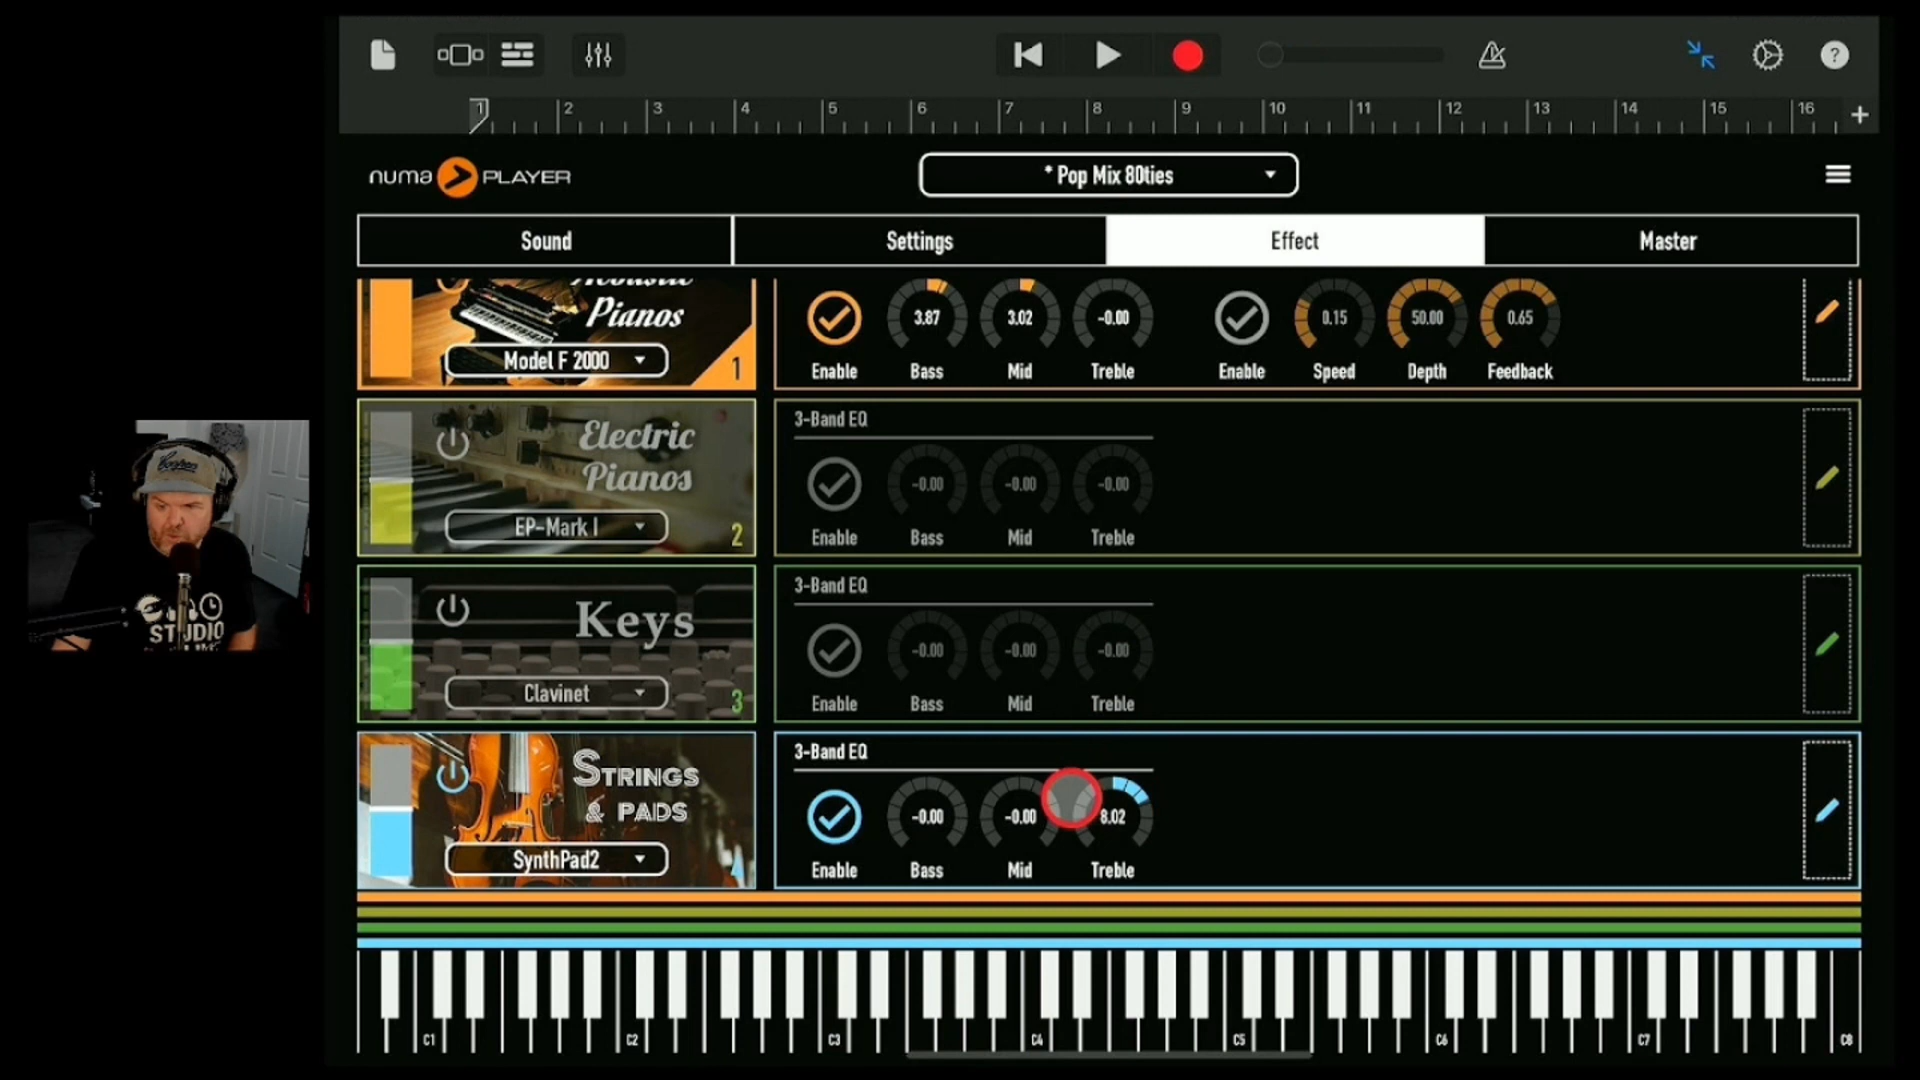 1 2 3 4 5 6 7 8 9 10 11 12 13 14 15 16 +
?
numa PLAYER
* Pop Mix 80ties
Sound Settings Effect Master
Acoustic
Pianos
Model F 2000
1
3.87 3.02 -0.00 0.15 50.00 0.65
Enable Bass Mid Treble Enable Speed Depth Feedback
Electric
Pianos
EP-Mark I
2
3-Band EQ
-0.00 -0.00 -0.00
Enable Bass Mid Treble
Keys
Clavinet
3
3-Band EQ
-0.00 -0.00 -0.00
Enable Bass Mid Treble
STRINGS
& PADS
SynthPad2
4
3-Band EQ
-0.00 -0.00 8.02
Enable Bass Mid Treble
C1 C2 C3 C4 C5 C6 C7 C8
STUDIO